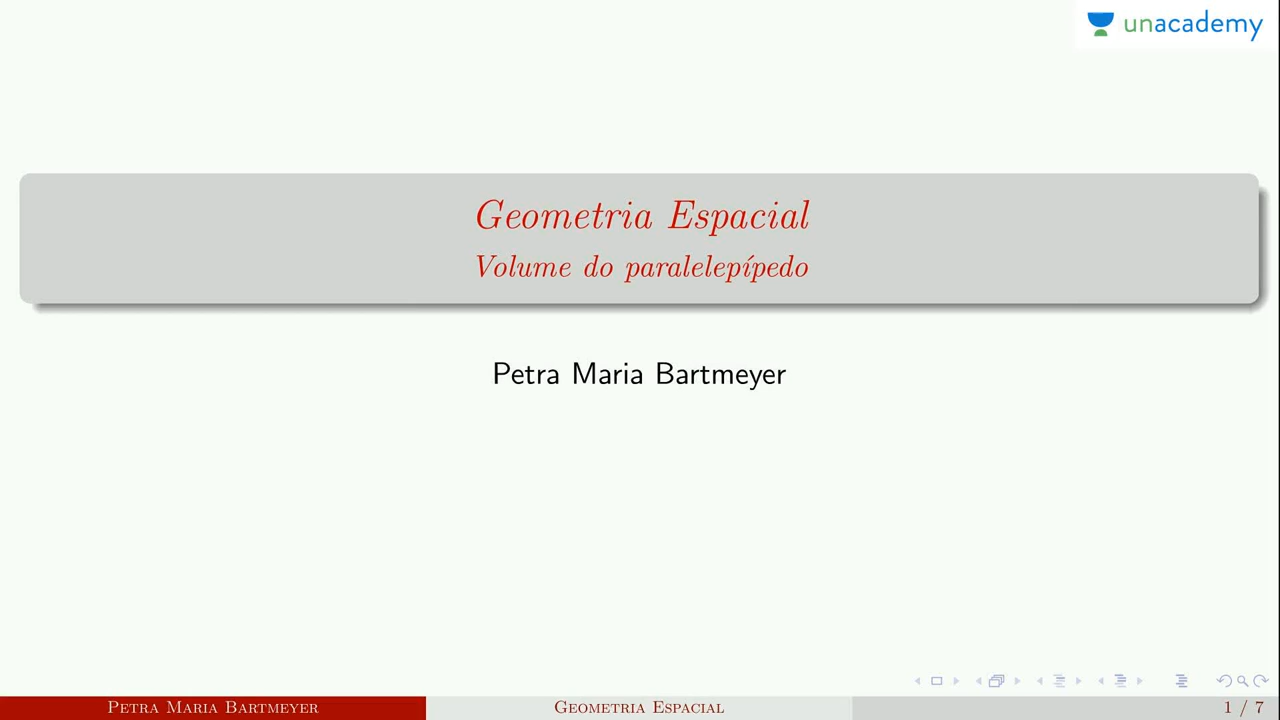 unacademy
Geometria Espacial
Volume do paralelepípedo
Petra Maria Bartmeyer
Petra Maria Bartmeyer Geometria Espacial 1 / 7